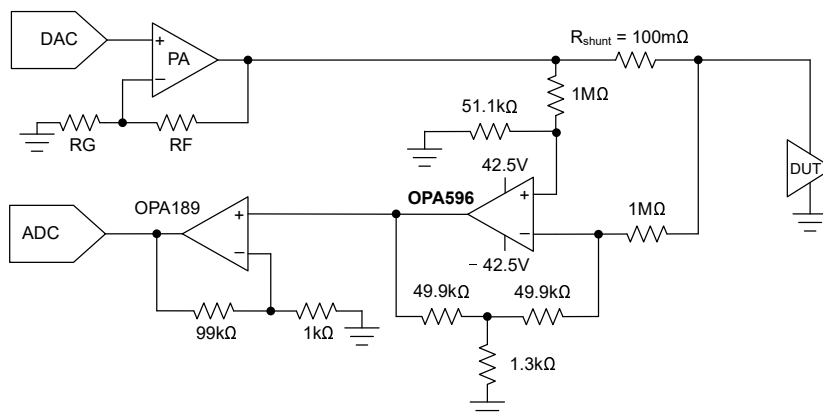 DAC
+
PA
−
RG
RF
R shunt = 100mΩ
1MΩ
51.1kΩ
42.5V
OPA596
+
−
− 42.5V
1MΩ
DUT
OPA189
+
−
ADC
99kΩ
1kΩ
49.9kΩ
49.9kΩ
1.3kΩ